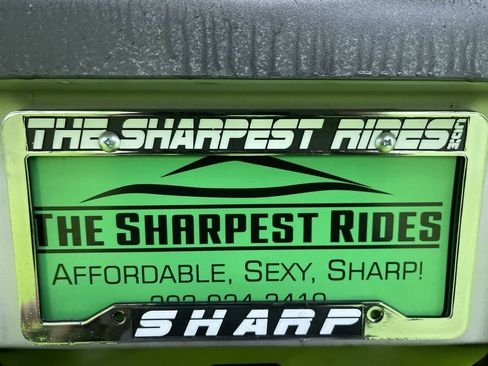 THE SHARPEST RIDES.COM
THE SHARPEST RIDES
AFFORDABLE, SEXY, SHARP!
SHARP